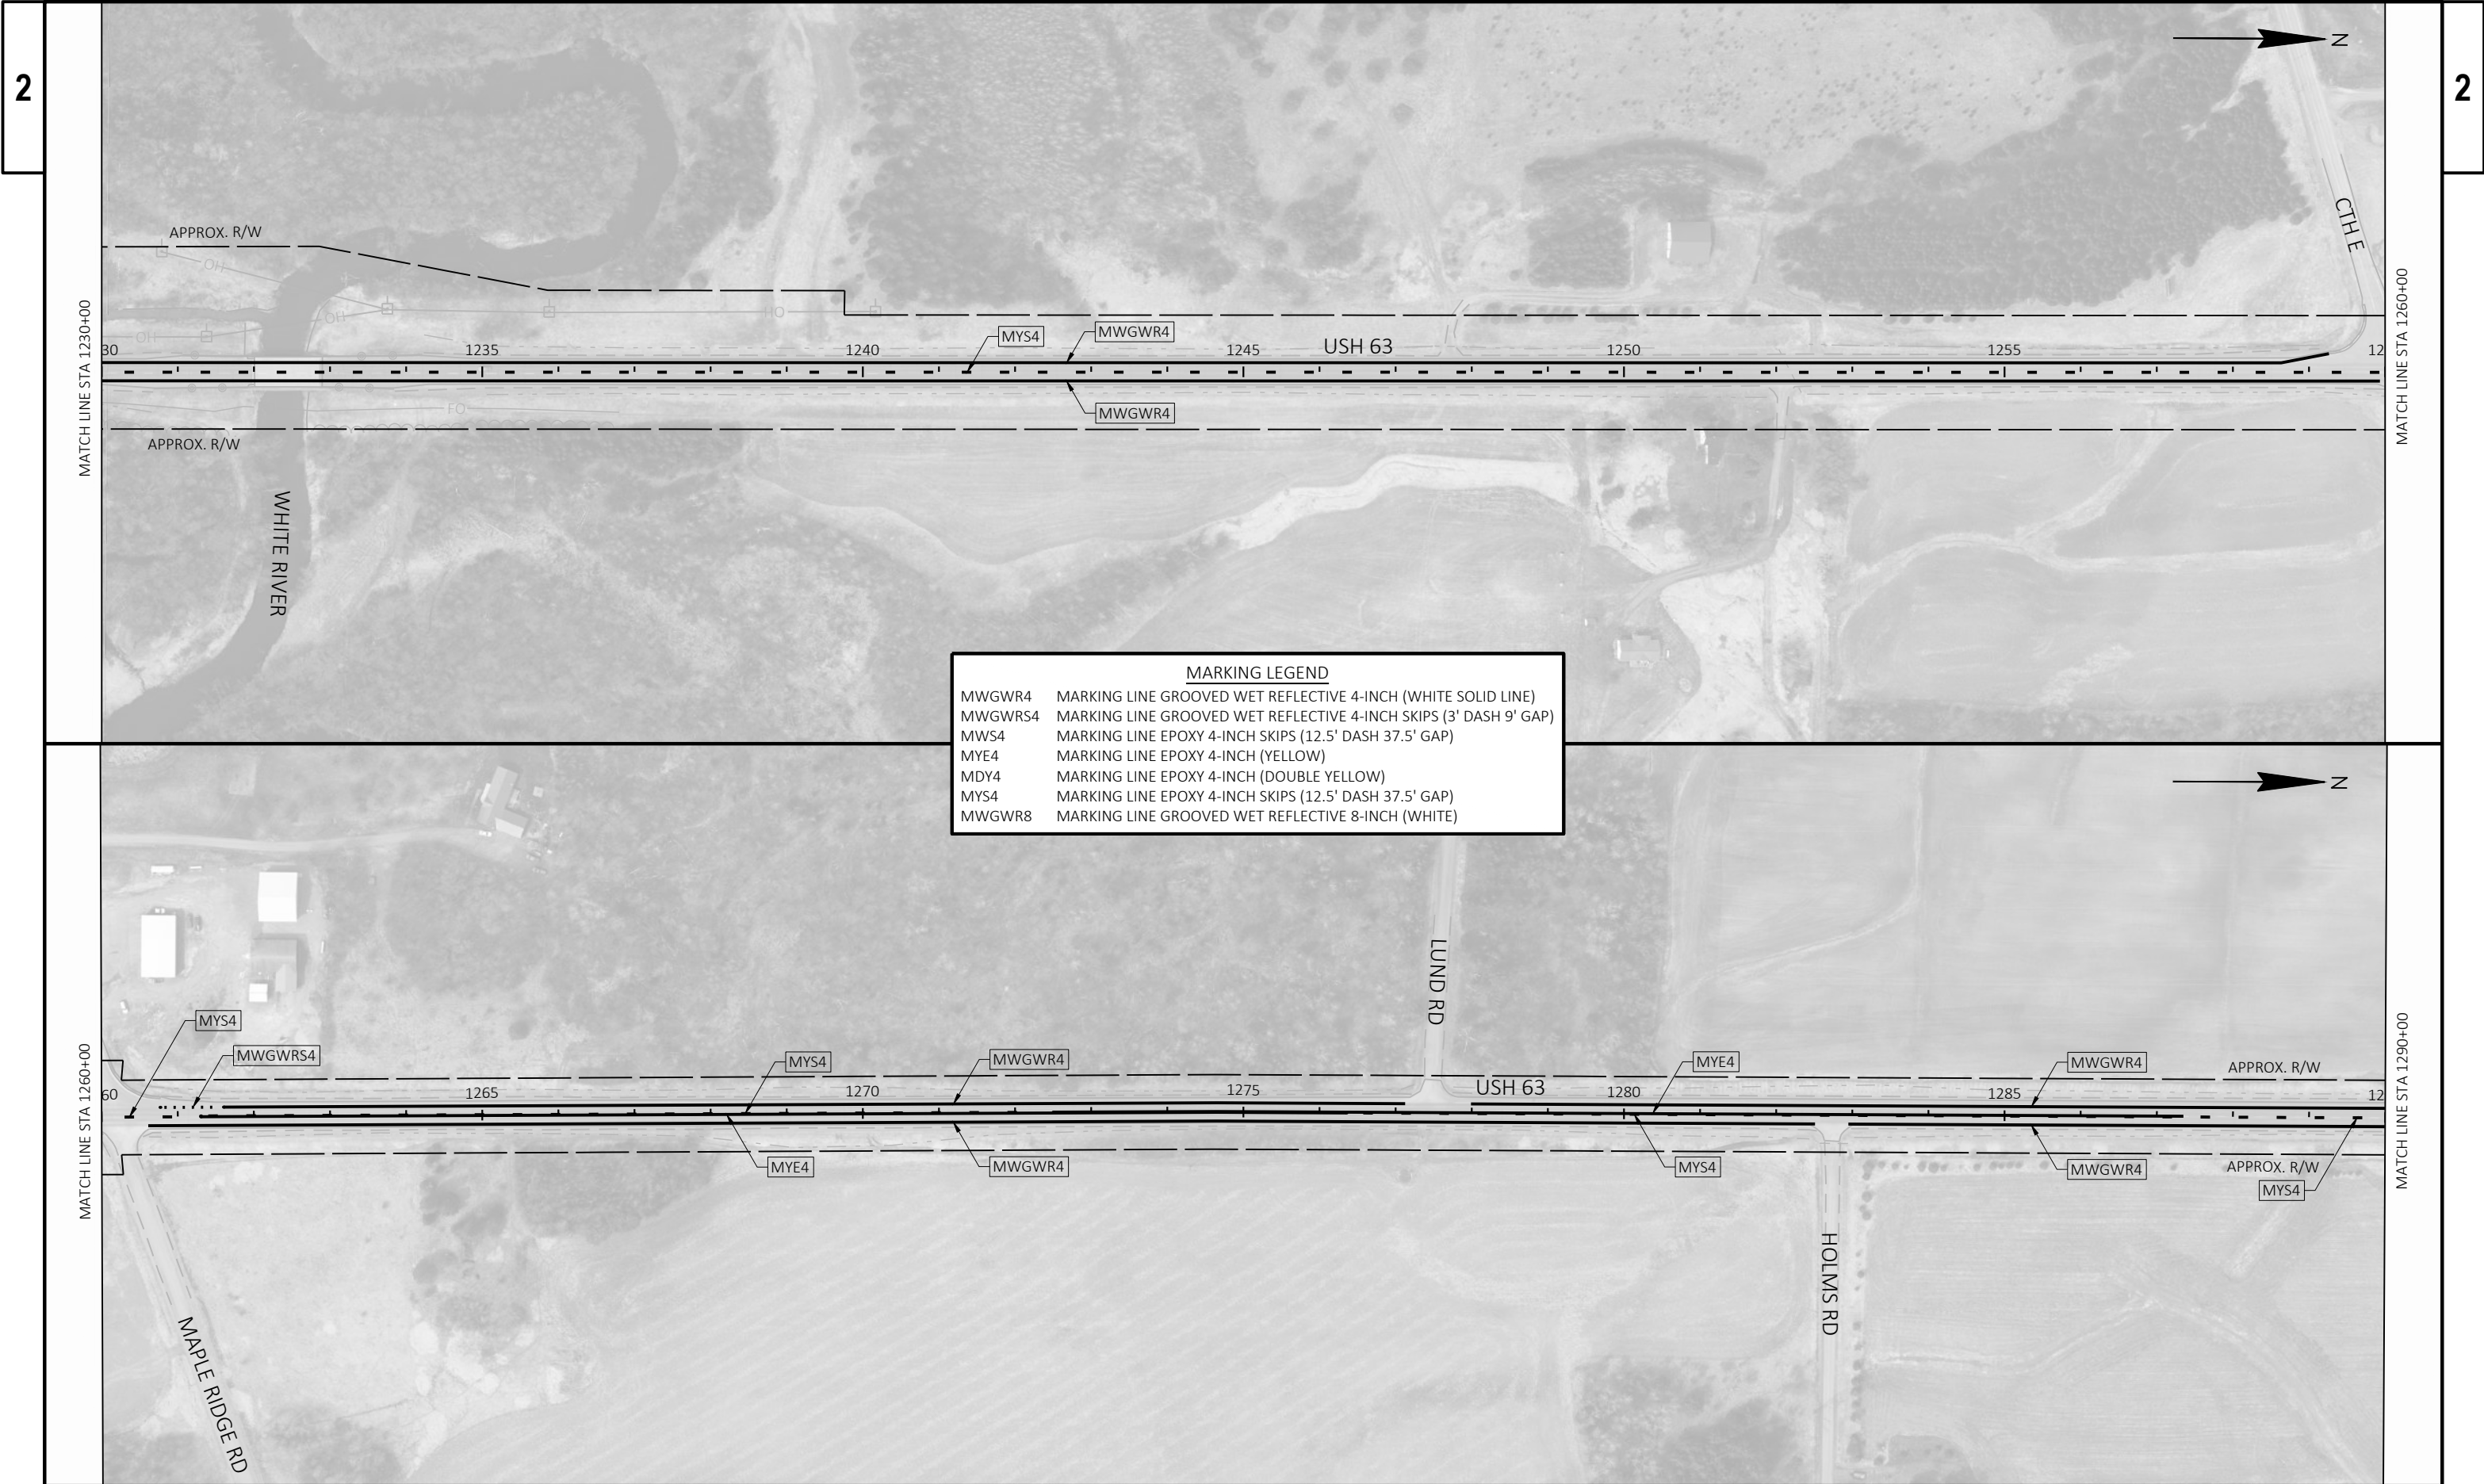 2
2
N
CTH E
APPROX. R/W
OH
OH
OH
HO
MATCH LINE STA 1230+00
MATCH LINE STA 1260+00
30
1235
1240
MYS4
MWGWR4
1245
USH 63
1250
1255
12
FO
MWGWR4
APPROX. R/W
WHITE RIVER
MARKING LEGEND
MWGWR4 MARKING LINE GROOVED WET REFLECTIVE 4-INCH (WHITE SOLID LINE)
MWGWRS4 MARKING LINE GROOVED WET REFLECTIVE 4-INCH SKIPS (3' DASH 9' GAP)
MWS4 MARKING LINE EPOXY 4-INCH SKIPS (12.5' DASH 37.5' GAP)
MYE4 MARKING LINE EPOXY 4-INCH (YELLOW)
MDY4 MARKING LINE EPOXY 4-INCH (DOUBLE YELLOW)
MYS4 MARKING LINE EPOXY 4-INCH SKIPS (12.5' DASH 37.5' GAP)
MWGWR8 MARKING LINE GROOVED WET REFLECTIVE 8-INCH (WHITE)
N
LUND RD
MYS4
MWGWRS4
MYS4
MWGWR4
MYE4
MWGWR4
APPROX. R/W
MATCH LINE STA 1260+00
MATCH LINE STA 1290+00
60
1265
1270
1275
USH 63
1280
1285
12
MYE4
MWGWR4
MYS4
MWGWR4
APPROX. R/W
MYS4
HOLMS RD
MAPLE RIDGE RD